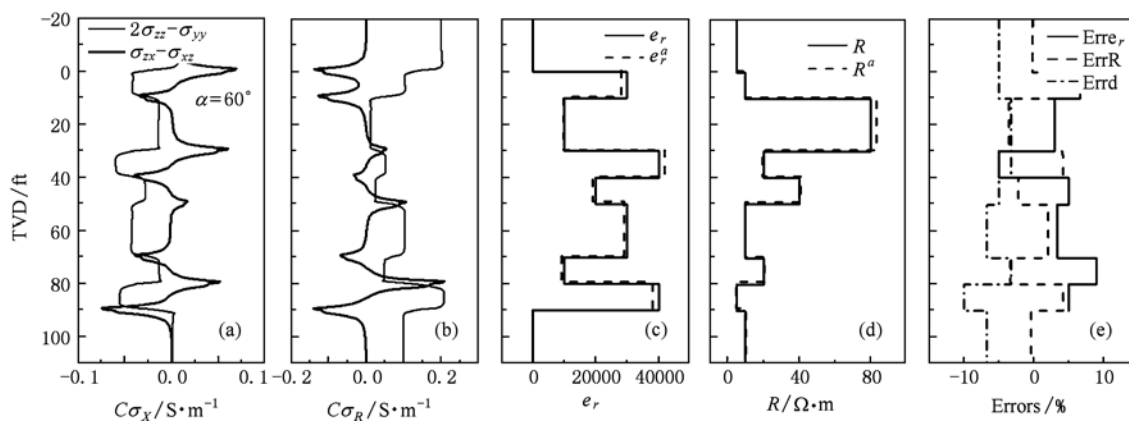 2σzz−σyy
σzx−σxz
α=60°
(a)
(b)
er
era
(c)
R
Ra
(d)
Errer
ErrR
Errd
(e)
TVD/ft
−20
0
20
40
60
80
100
−0.1 0.0 0.1
CσX/S·m−1
−0.2 0.0 0.2
CσR/S·m−1
0 20000 40000
er
0 40 80
R/Ω·m
−10 0 10
Errors/%